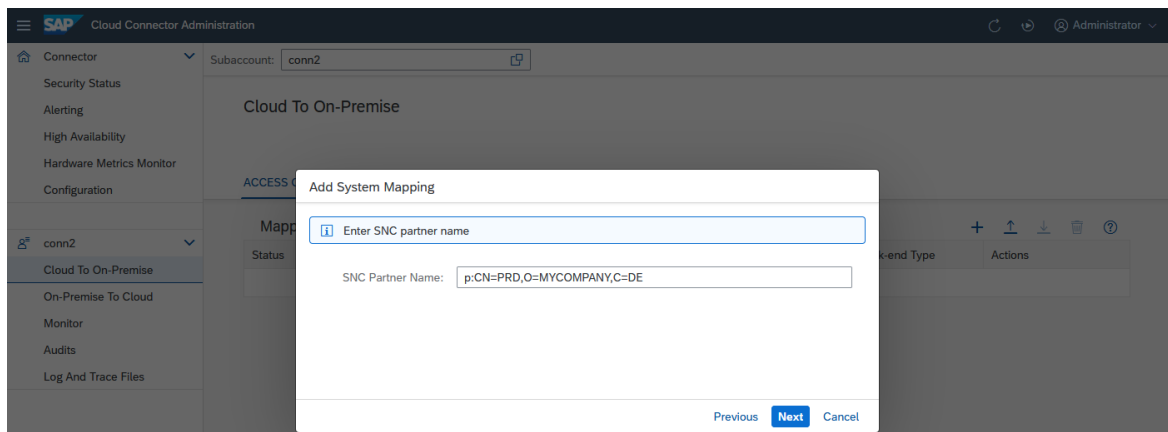 SAP Cloud Connector Administration Administrator
Connector
Security Status
Alerting
High Availability
Hardware Metrics Monitor
Configuration
conn2
Cloud To On-Premise
On-Premise To Cloud
Monitor
Audits
Log And Trace Files
Subaccount: conn2
Cloud To On-Premise
ACCESS C
Mapp
Status k-end Type Actions
Add System Mapping
Enter SNC partner name
SNC Partner Name: p:CN=PRD,O=MYCOMPANY,C=DE
Previous Next Cancel